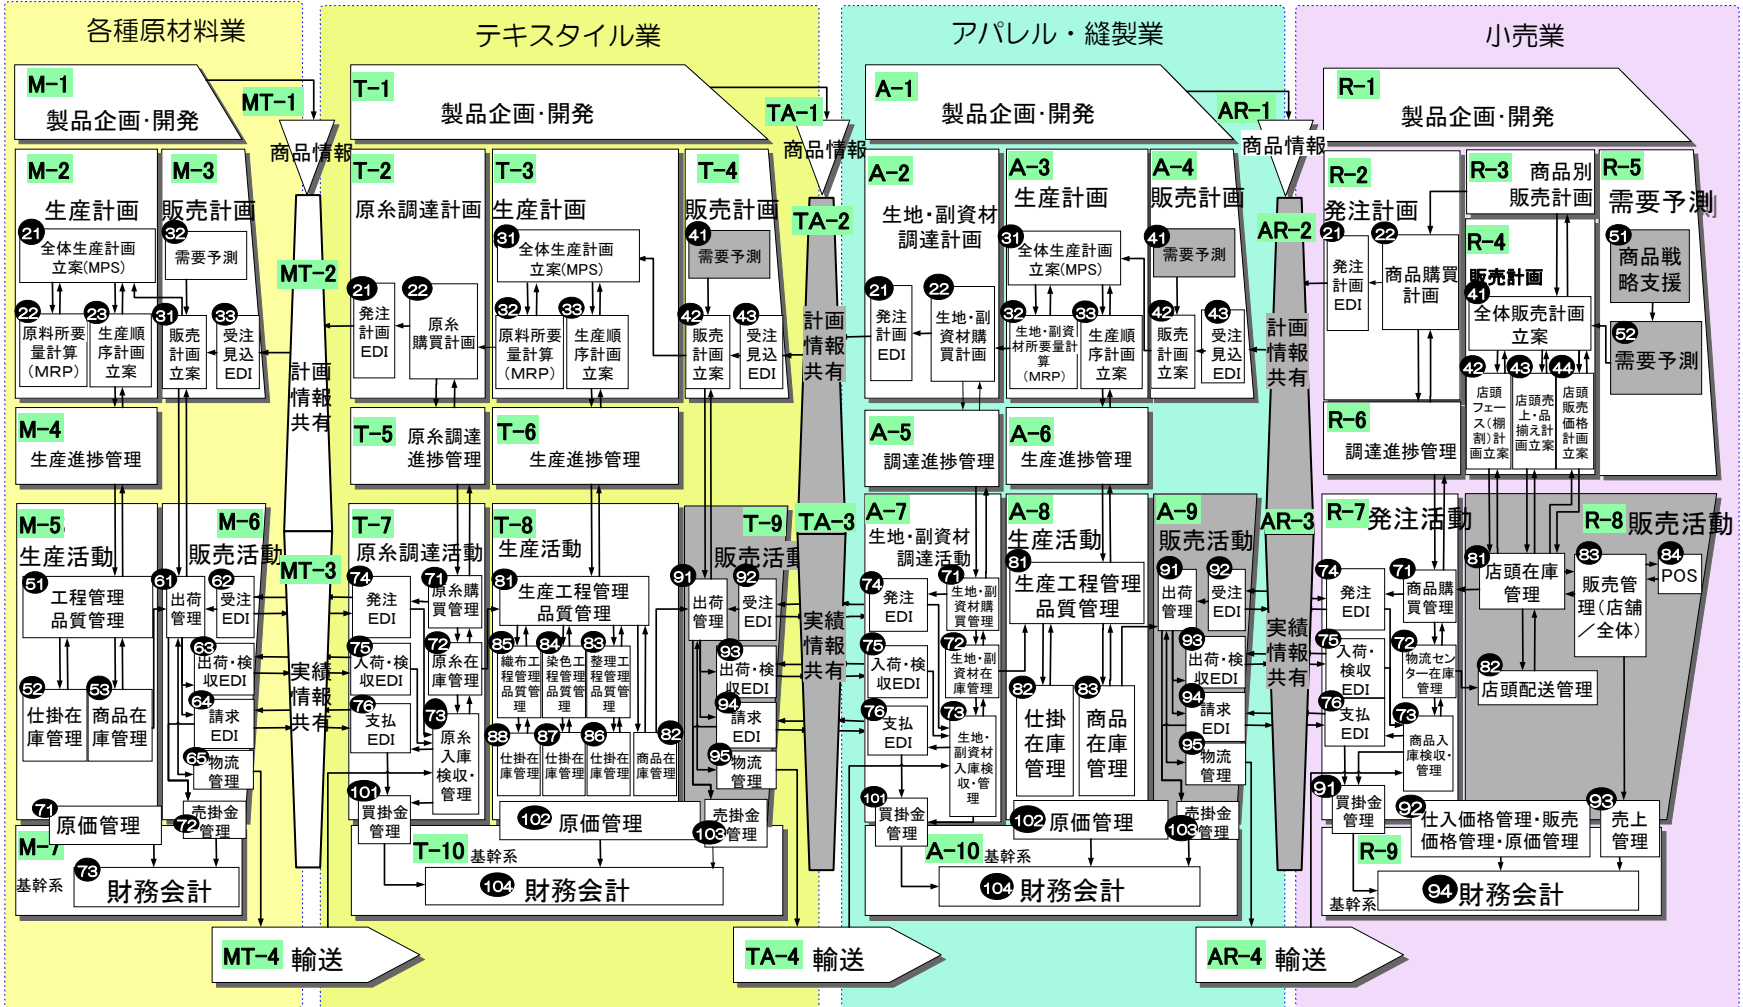 各種原材料業
テキスタイル業
アパレル・縫製業
小売業
M-1
製品企画・開発
MT-1
商品情報
M-2
生産計画
21
全体生産計画
立案(MPS)
22
原料所要
量計算
(MRP)
23
生産順
序計画
立案
M-3
販売計画
32
需要予測
31
販売
計画
立案
33
受注
見込
EDI
MT-2
計画
情報
共有
M-4
生産進捗管理
M-5
生産活動
51
工程管理
品質管理
52
仕掛在
庫管理
53
商品在
庫管理
M-6
販売活動
61
出荷
管理
62
受注
EDI
63
出荷・検
収EDI
64
請求
EDI
65
物流
管理
71
原価管理
72
売掛金
管理
M-7
基幹系
73
財務会計
MT-3
実績
情報
共有
MT-4
輸送
T-1
製品企画・開発
TA-1
商品情報
T-2
原糸調達計画
21
発注
計画
EDI
22
原糸
購買計画
T-3
生産計画
31
全体生産計画
立案(MPS)
32
原料所要
量計算
(MRP)
33
生産順
序計画
立案
T-4
販売計画
41
需要予測
42
販売
計画
立案
43
受注
見込
EDI
TA-2
計画
情報
共有
T-5
原糸調達
進捗管理
T-6
生産進捗管理
T-7
原糸調達活動
74
発注
EDI
71
原糸購
買管理
75
入荷・検
収EDI
72
原糸在
庫管理
76
支払
EDI
73
原糸
入庫
検収・
管理
T-8
生産活動
81
生産工程管理
品質管理
85
織布工
程管理
品質管
理
84
染色工
程管理
品質管
理
83
整理工
程管理
品質管
理
88
仕掛在
庫管理
87
仕掛在
庫管理
86
仕掛在
庫管理
82
商品在
庫管理
T-9
販売活動
91
出荷
管理
92
受注
EDI
93
出荷・検
収EDI
94
請求
EDI
95
物流
管理
101
買掛金
管理
102
原価管理
103
売掛金
管理
T-10
基幹系
104
財務会計
TA-3
実績
情報
共有
TA-4
輸送
A-1
製品企画・開発
AR-1
商品情報
A-2
生地・副資材
調達計画
21
発注
計画
EDI
22
生地・副
資材購
買計画
A-3
生産計画
31
全体生産計画
立案(MPS)
32
生地・副資
材所要量計
算
(MRP)
33
生産順
序計画
立案
A-4
販売計画
41
需要予測
42
販売
計画
立案
43
受注
見込
EDI
AR-2
計画
情報
共有
A-5
調達進捗管理
A-6
生産進捗管理
A-7
生地・副資材
調達活動
74
発注
EDI
71
生地・副
資材購
買管理
75
入荷・検
収EDI
72
生地・副
資材在
庫管理
76
支払
EDI
73
生地・
副資材
入庫検
収・管
理
A-8
生産活動
81
生産工程管理
品質管理
82
仕掛
在庫
管理
83
商品
在庫
管理
A-9
販売活動
91
出荷
管理
92
受注
EDI
93
出荷・検
収EDI
94
請求
EDI
95
物流
管理
101
買掛金
管理
102
原価管理
103
売掛金
管理
A-10
基幹系
104
財務会計
AR-3
実績
情報
共有
AR-4
輸送
R-1
製品企画・開発
R-2
発注計画
21
発注
計画
EDI
22
商品購買
計画
R-3
商品別
販売計画
R-4
販売計画
41
全体販売計画
立案
42
店頭
フェー
ス(棚
割)計
画立案
43
店頭売
上・品
揃え計
画立案
44
店頭
販売
価格
計画
立案
R-5
需要予測
51
商品戦
略支援
52
需要予測
R-6
調達進捗管理
R-7
発注活動
74
発注
EDI
71
商品購
買管理
75
入荷・
検収
EDI
72
物流セン
ター在庫
管理
76
支払
EDI
73
商品入
庫検収・
管理
R-8
販売活動
81
店頭在庫
管理
83
販売管
理(店舗
／全体)
84
POS
82
店頭配送管理
91
買掛金
管理
92
仕入価格管理・販売
価格管理・原価管理
93
売上
管理
R-9
基幹系
94
財務会計